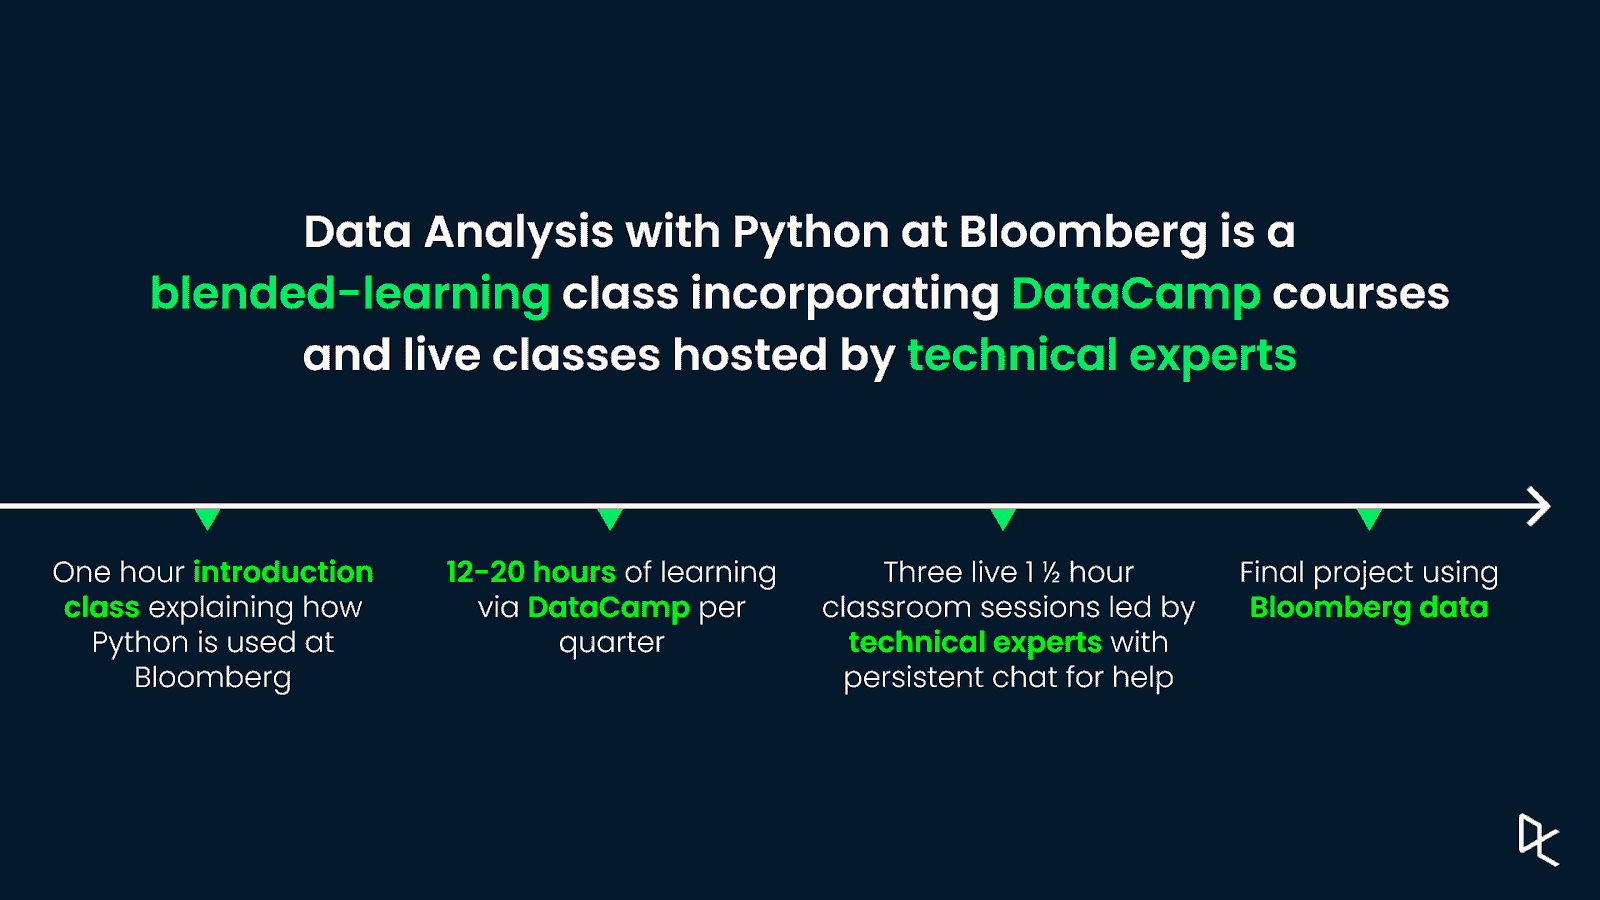 Data Analysis with Python at Bloomberg is a
blended-learning class incorporating DataCamp courses
and live classes hosted by technical experts
One hour introduction
class explaining how
Python is used at
Bloomberg
12-20 hours of learning
via DataCamp per
quarter
Three live 1 ½ hour
classroom sessions led by
technical experts with
persistent chat for help
Final project using
Bloomberg data